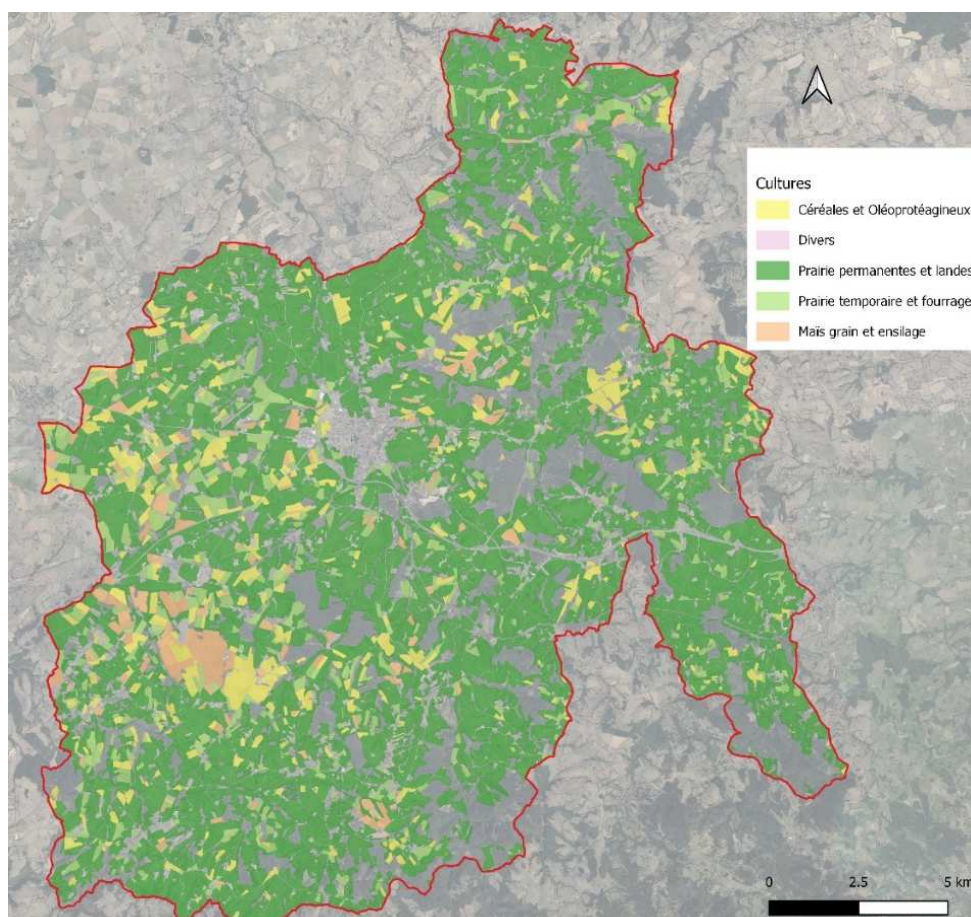 Cultures
Céréales et Oléoprotéagineux
Divers
Prairie permanentes et landes
Prairie temporaire et fourrage
Maïs grain et ensilage
0 2.5 5 km